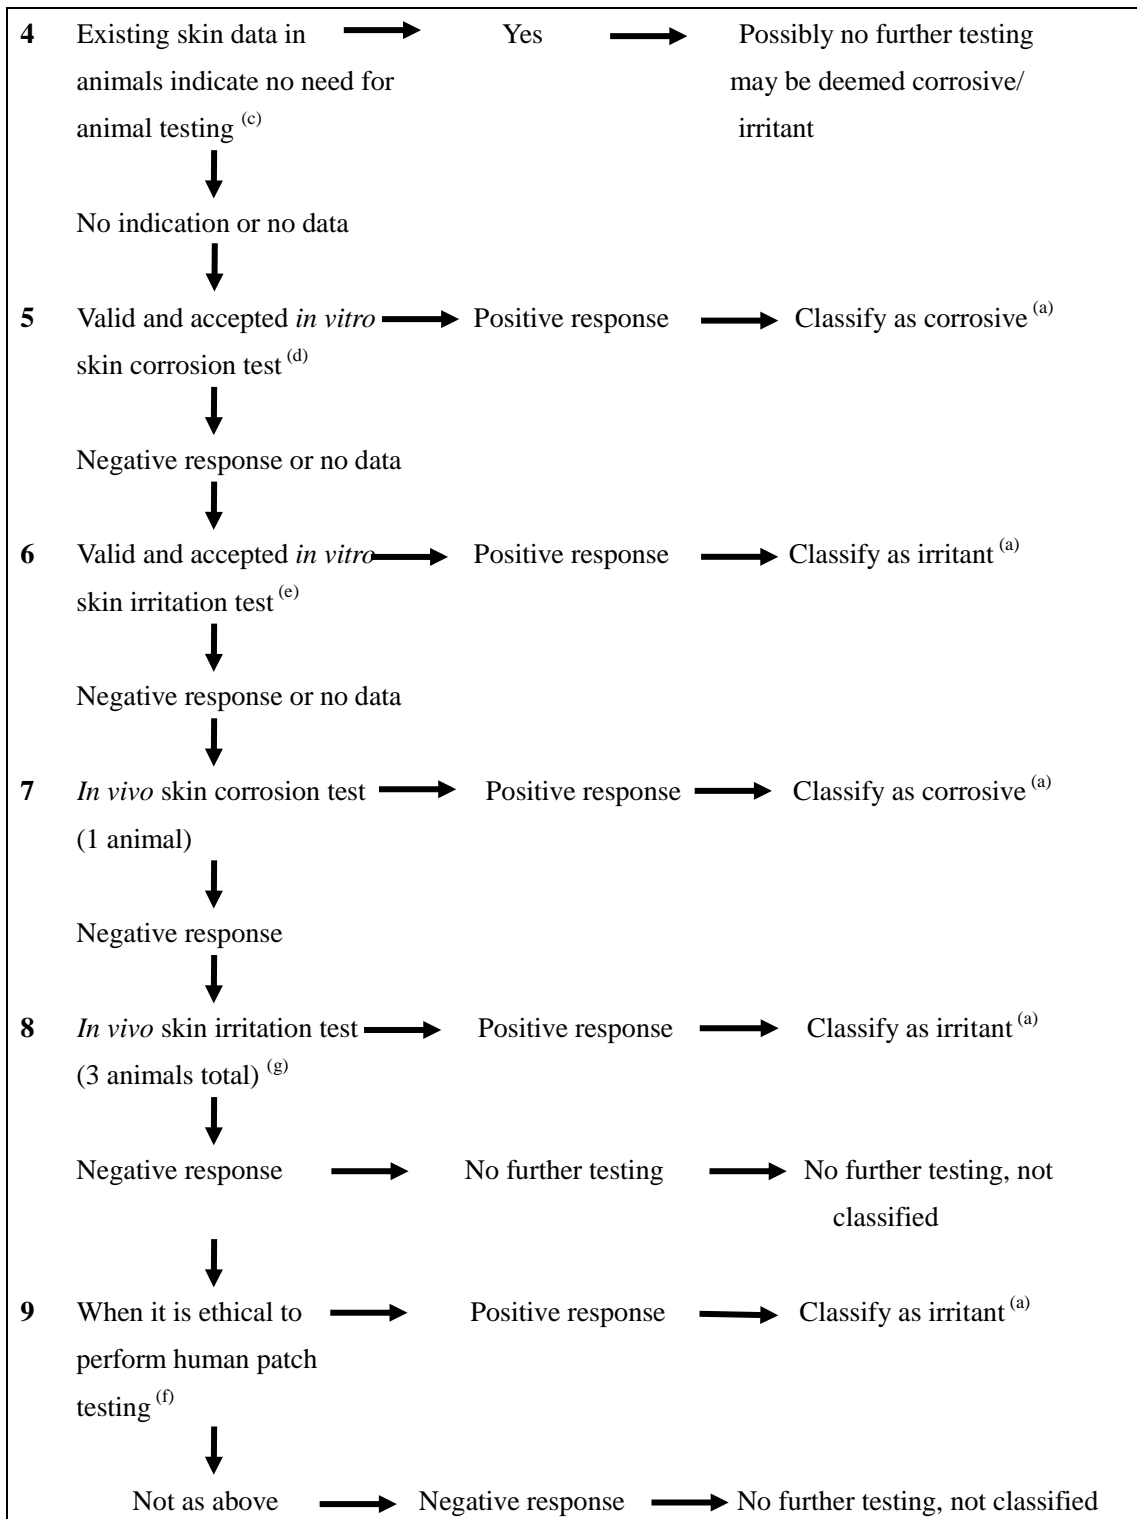 4 Existing skin data in Yes Possibly no further testing
animals indicate no need for may be deemed corrosive/
animal testing (c) irritant
No indication or no data
5 Valid and accepted in vitro Positive response Classify as corrosive (a)
skin corrosion test (d)
Negative response or no data
6 Valid and accepted in vitro Positive response Classify as irritant (a)
skin irritation test (e)
Negative response or no data
7 In vivo skin corrosion test Positive response Classify as corrosive (a)
(1 animal)
Negative response
8 In vivo skin irritation test Positive response Classify as irritant (a)
(3 animals total) (g)
Negative response No further testing No further testing, not
classified
9 When it is ethical to Positive response Classify as irritant (a)
perform human patch
testing (f)
Not as above Negative response No further testing, not classified